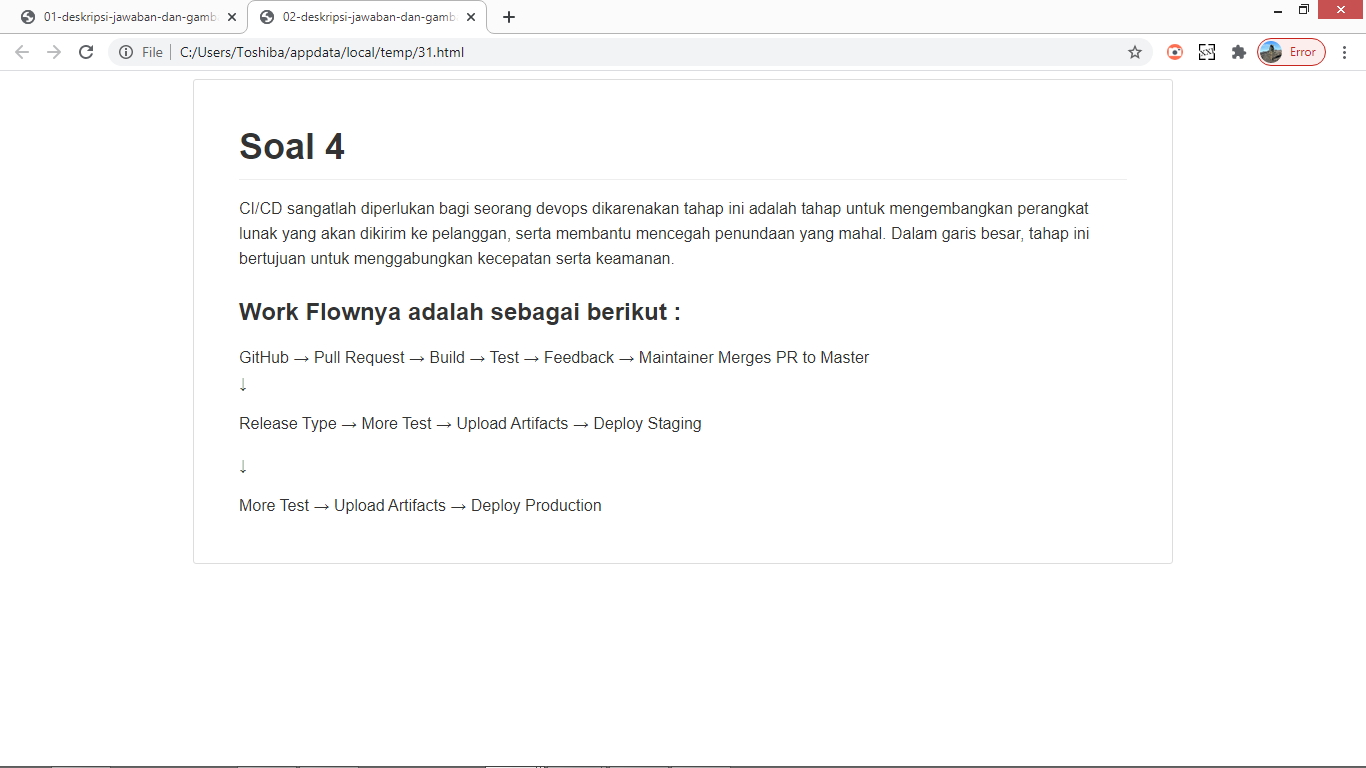 01-deskripsi-jawaban-dan-gamb
02-deskripsi-jawaban-dan-gamb
File
C:/Users/Toshiba/appdata/local/temp/31.html
Error
Soal 4
CI/CD sangatlah diperlukan bagi seorang devops dikarenakan tahap ini adalah tahap untuk mengembangkan perangkat
lunak yang akan dikirim ke pelanggan, serta membantu mencegah penundaan yang mahal. Dalam garis besar, tahap ini
bertujuan untuk menggabungkan kecepatan serta keamanan.
Work Flownya adalah sebagai berikut :
GitHub → Pull Request → Build → Test → Feedback → Maintainer Merges PR to Master
↓
Release Type → More Test → Upload Artifacts → Deploy Staging
↓
More Test → Upload Artifacts → Deploy Production